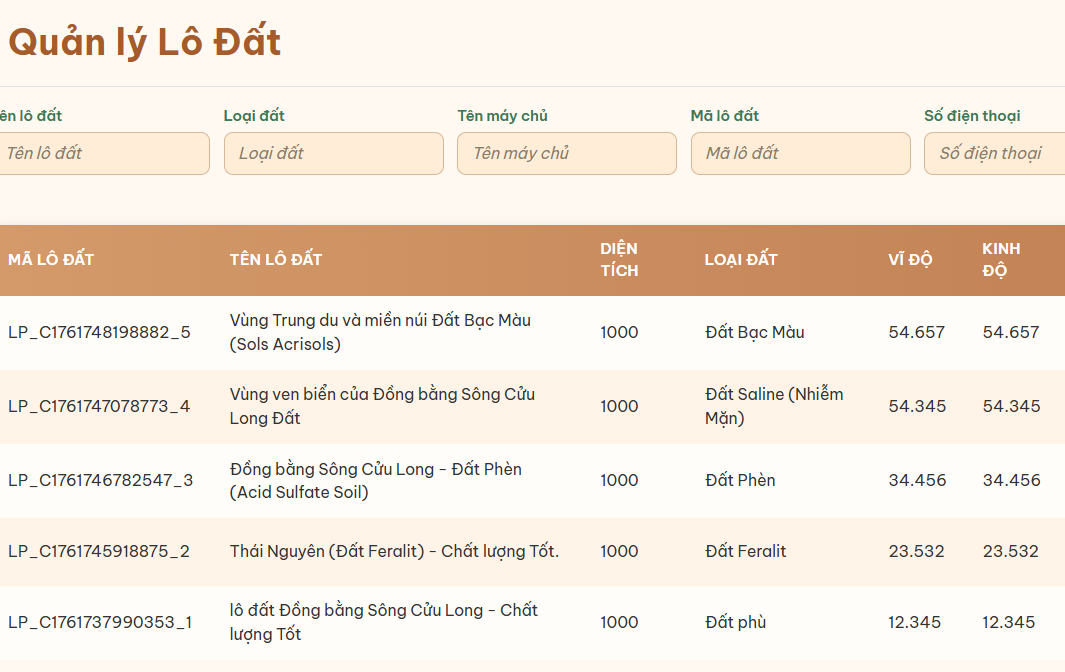 Quản lý Lô Đất
ên lô đất Loại đất Tên máy chủ Mã lô đất Số điện thoại
Tên lô đất Loại đất Tên máy chủ Mã lô đất Số điện thoại
MÃ LÔ ĐẤT TÊN LÔ ĐẤT DIỆN TÍCH LOẠI ĐẤT VĨ ĐỘ KINH ĐỘ
LP_C1761748198882_5 Vùng Trung du và miền núi Đất Bạc Màu (Sols Acrisols) 1000 Đất Bạc Màu 54.657 54.657
LP_C1761747078773_4 Vùng ven biển của Đồng bằng Sông Cửu Long Đất 1000 Đất Saline (Nhiễm Mặn) 54.345 54.345
LP_C1761746782547_3 Đồng bằng Sông Cửu Long - Đất Phèn (Acid Sulfate Soil) 1000 Đất Phèn 34.456 34.456
LP_C1761745918875_2 Thái Nguyên (Đất Feralit) - Chất lượng Tốt. 1000 Đất Feralit 23.532 23.532
LP_C1761737990353_1 lô đất Đồng bằng Sông Cửu Long - Chất lượng Tốt 1000 Đất phù 12.345 12.345